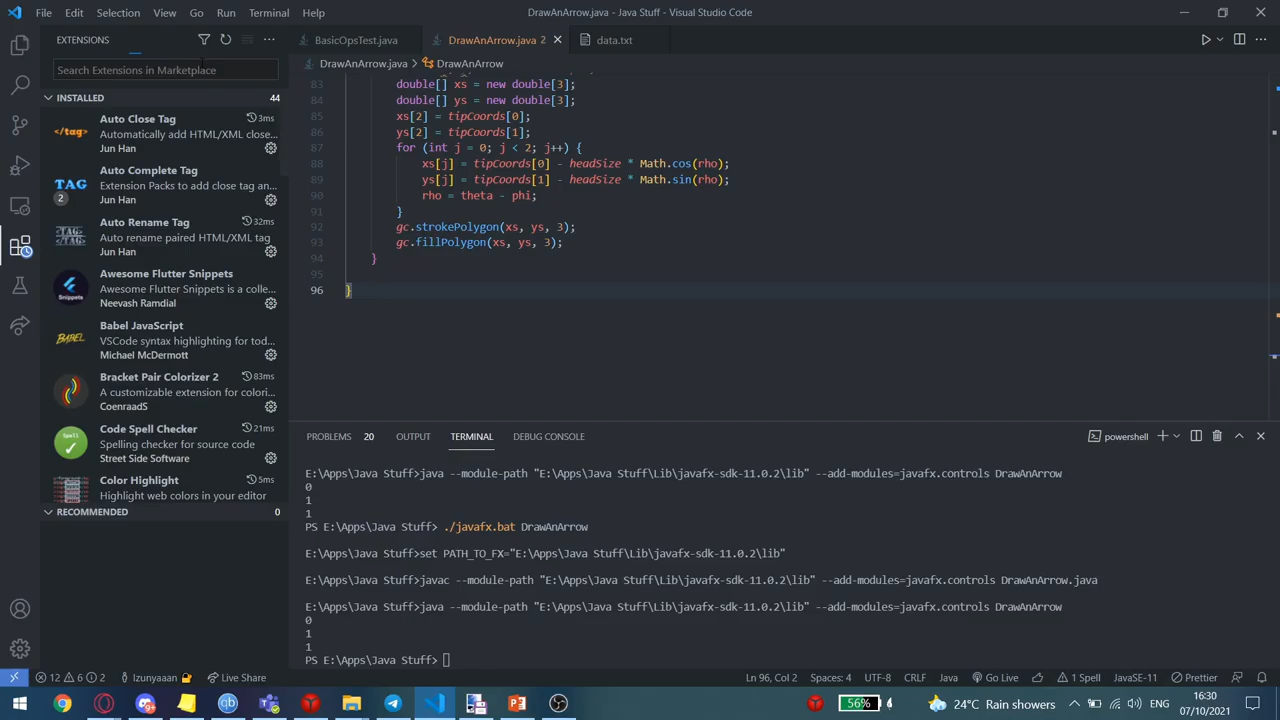 File Edit Selection View Go Run Terminal Help
DrawAnArrow.java - Java Stuff - Visual Studio Code
EXTENSIONS
Search Extensions in Marketplace
INSTALLED 44
Auto Close Tag 3ms
</tag>
Automatically add HTML/XML close...
Jun Han
Auto Complete Tag
TAG
2
Extension Packs to add close tag an...
Jun Han
Auto Rename Tag 32ms
Auto rename paired HTML/XML tag
Jun Han
Awesome Flutter Snippets
Snippets
Awesome Flutter Snippets is a colle...
Neevash Ramdial
Babel JavaScript
BABEL
VSCode syntax highlighting for tod...
Michael McDermott
Bracket Pair Colorizer 2 83ms
A customizable extension for colori...
CoenraadS
Code Spell Checker 21ms
Spell
Spelling checker for source code
Street Side Software
Color Highlight 5ms
Highlight web colors in your editor
RECOMMENDED 0
BasicOpsTest.java DrawAnArrow.java 2 data.txt
DrawAnArrow.java > DrawAnArrow
83 double[] xs = new double[3];
84 double[] ys = new double[3];
85 xs[2] = tipCoords[0];
86 ys[2] = tipCoords[1];
87 for (int j = 0; j < 2; j++) {
88 xs[j] = tipCoords[0] - headSize * Math.cos(rho);
89 ys[j] = tipCoords[1] - headSize * Math.sin(rho);
90 rho = theta - phi;
91 }
92 gc.strokePolygon(xs, ys, 3);
93 gc.fillPolygon(xs, ys, 3);
94 }
95
96 }
PROBLEMS 20 OUTPUT TERMINAL DEBUG CONSOLE
powershell
E:\Apps\Java Stuff>java --module-path "E:\Apps\Java Stuff\Lib\javafx-sdk-11.0.2\lib" --add-modules=javafx.controls DrawAnArrow
0
1
1
PS E:\Apps\Java Stuff> ./javafx.bat DrawAnArrow
E:\Apps\Java Stuff>set PATH_TO_FX="E:\Apps\Java Stuff\Lib\javafx-sdk-11.0.2\lib"
E:\Apps\Java Stuff>javac --module-path "E:\Apps\Java Stuff\Lib\javafx-sdk-11.0.2\lib" --add-modules=javafx.controls DrawAnArrow.java
E:\Apps\Java Stuff>java --module-path "E:\Apps\Java Stuff\Lib\javafx-sdk-11.0.2\lib" --add-modules=javafx.controls DrawAnArrow
0
1
1
PS E:\Apps\Java Stuff>
12 6 2 Izunyaaan Live Share
Ln 96, Col 2 Spaces: 4 UTF-8 CRLF Java Go Live 1 Spell JavaSE-11 Prettier
56% 24°C Rain showers ENG
16:30
07/10/2021